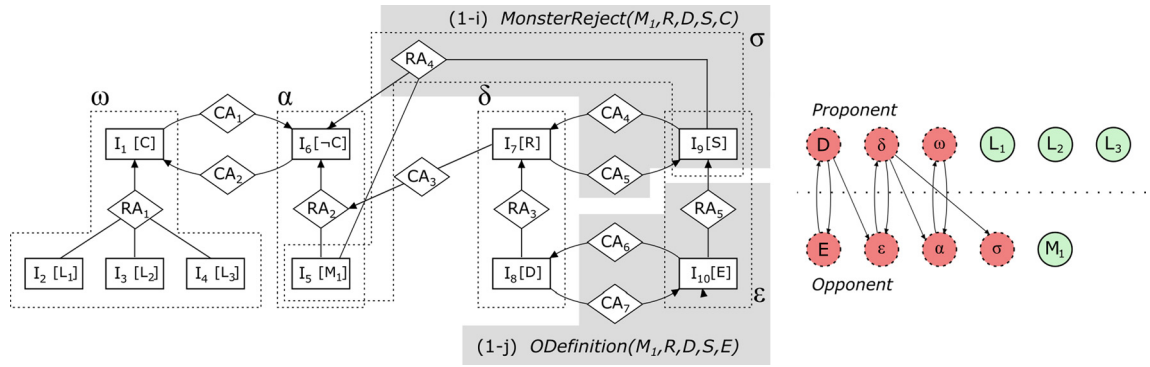 (1-i) MonsterReject(M₁,R,D,S,C)
σ
RA₄
ω
α
δ
CA₁
CA₄
Proponent
I₁ [C]
I₆[¬C]
I₇[R]
I₉[S]
D
δ
ω
L₁
L₂
L₃
CA₂
CA₃
CA₅
RA₁
RA₂
RA₃
RA₅
CA₆
I₂ [L₁]
I₃ [L₂]
I₄ [L₃]
I₅ [M₁]
I₈[D]
I₁₀[E]
E
ε
α
σ
M₁
CA₇
ε
Opponent
(1-j) ODefinition(M₁,R,D,S,E)